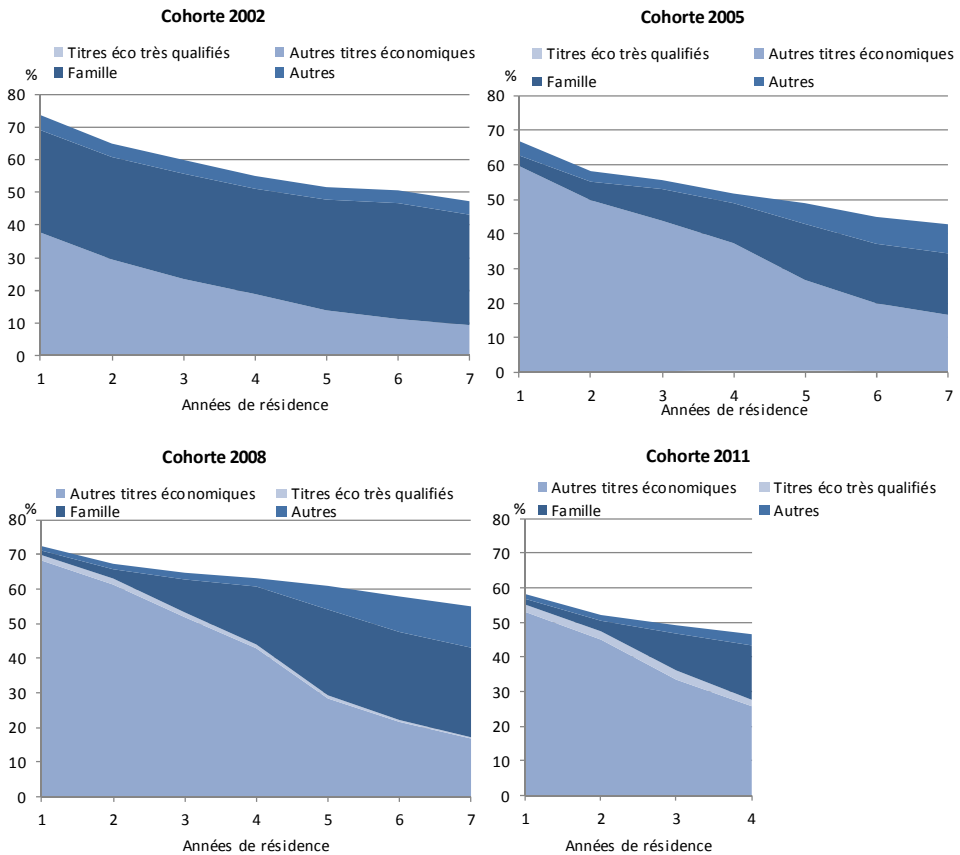 Cohorte 2002
Titres éco très qualifiés Autres titres économiques
Famille Autres
%
80
70
60
50
40
30
20
10
0
1 2 3 4 5 6 7
Années de résidence
Cohorte 2005
Titres éco très qualifiés Autres titres économiques
Famille Autres
%
80
70
60
50
40
30
20
10
0
1 2 3 4 5 6 7
Années de résidence
Cohorte 2008
Autres titres économiques Titres éco très qualifiés
Famille Autres
%
80
70
60
50
40
30
20
10
0
1 2 3 4 5 6 7
Années de résidence
Cohorte 2011
Autres titres économiques Titres éco très qualifiés
Famille Autres
%
80
70
60
50
40
30
20
10
0
1 2 3 4
Années de résidence